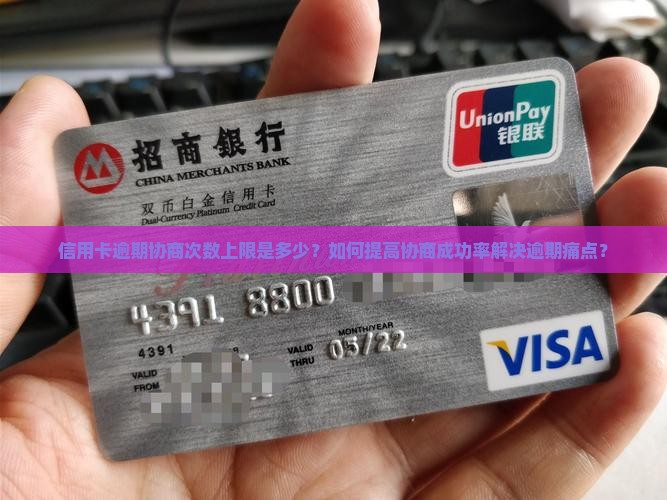 招商銀行
CHINA MERCHANTS BANK
UnionPay
银联
双币白金信用卡
Dual-Currency Platinum Credit Card
信用卡逾期协商次数上限是多少？如何提高协商成功率解决逾期痛点？
4391 8800
4391
MONTH/YEAR
VALID THRU 05/22
VALID FROM
VISA